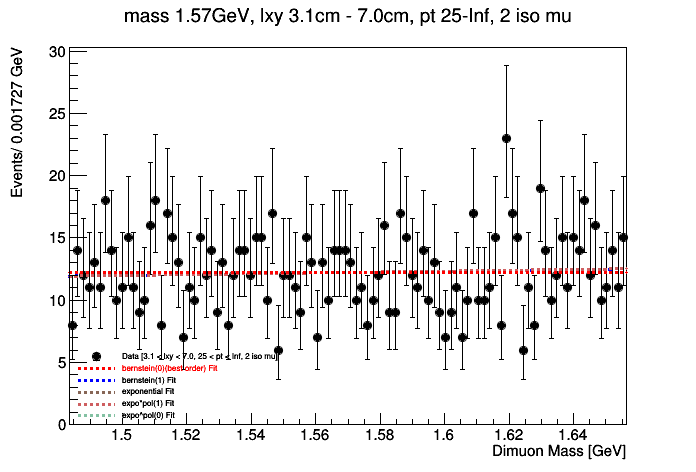 mass 1.57GeV, lxy 3.1cm - 7.0cm, pt 25-Inf, 2 iso mu
Events/ 0.001727 GeV
30
25
20
15
10
5
0
Data [3.1 < lxy < 7.0, 25 < pt < Inf, 2 iso mu]
bernstein(0)(best order) Fit
bernstein(1) Fit
exponential Fit
expo*pol(1) Fit
expo^pol(0) Fit
1.5 1.52 1.54 1.56 1.58 1.6 1.62 1.64
Dimuon Mass [GeV]